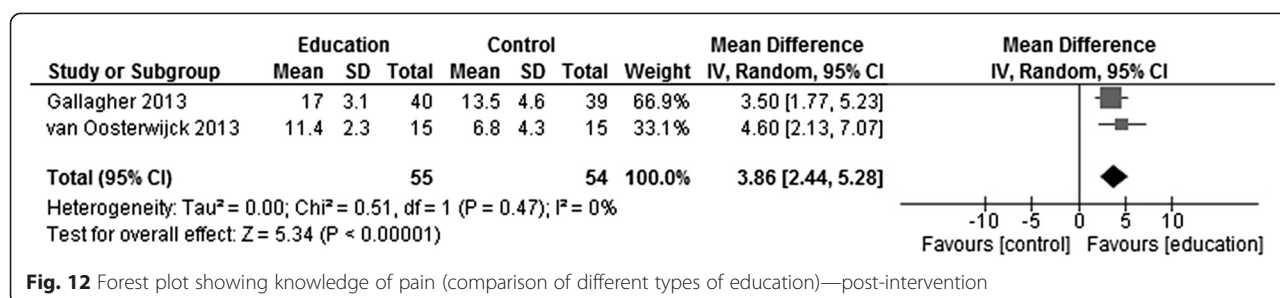 Education Control Mean Difference Mean Difference
Study or Subgroup Mean SD Total Mean SD Total Weight IV, Random, 95% CI IV, Random, 95% CI
Gallagher 2013 17 3.1 40 13.5 4.6 39 66.9% 3.50 [1.77, 5.23]
van Oosterwijck 2013 11.4 2.3 15 6.8 4.3 15 33.1% 4.60 [2.13, 7.07]
Total (95% CI) 55 54 100.0% 3.86 [2.44, 5.28]
Heterogeneity: Tau² = 0.00; Chi² = 0.51, df = 1 (P = 0.47); I² = 0%
Test for overall effect: Z = 5.34 (P < 0.00001)
-10 -5 0 5 10
Favours [control] Favours [education]
Fig. 12 Forest plot showing knowledge of pain (comparison of different types of education)—post-intervention